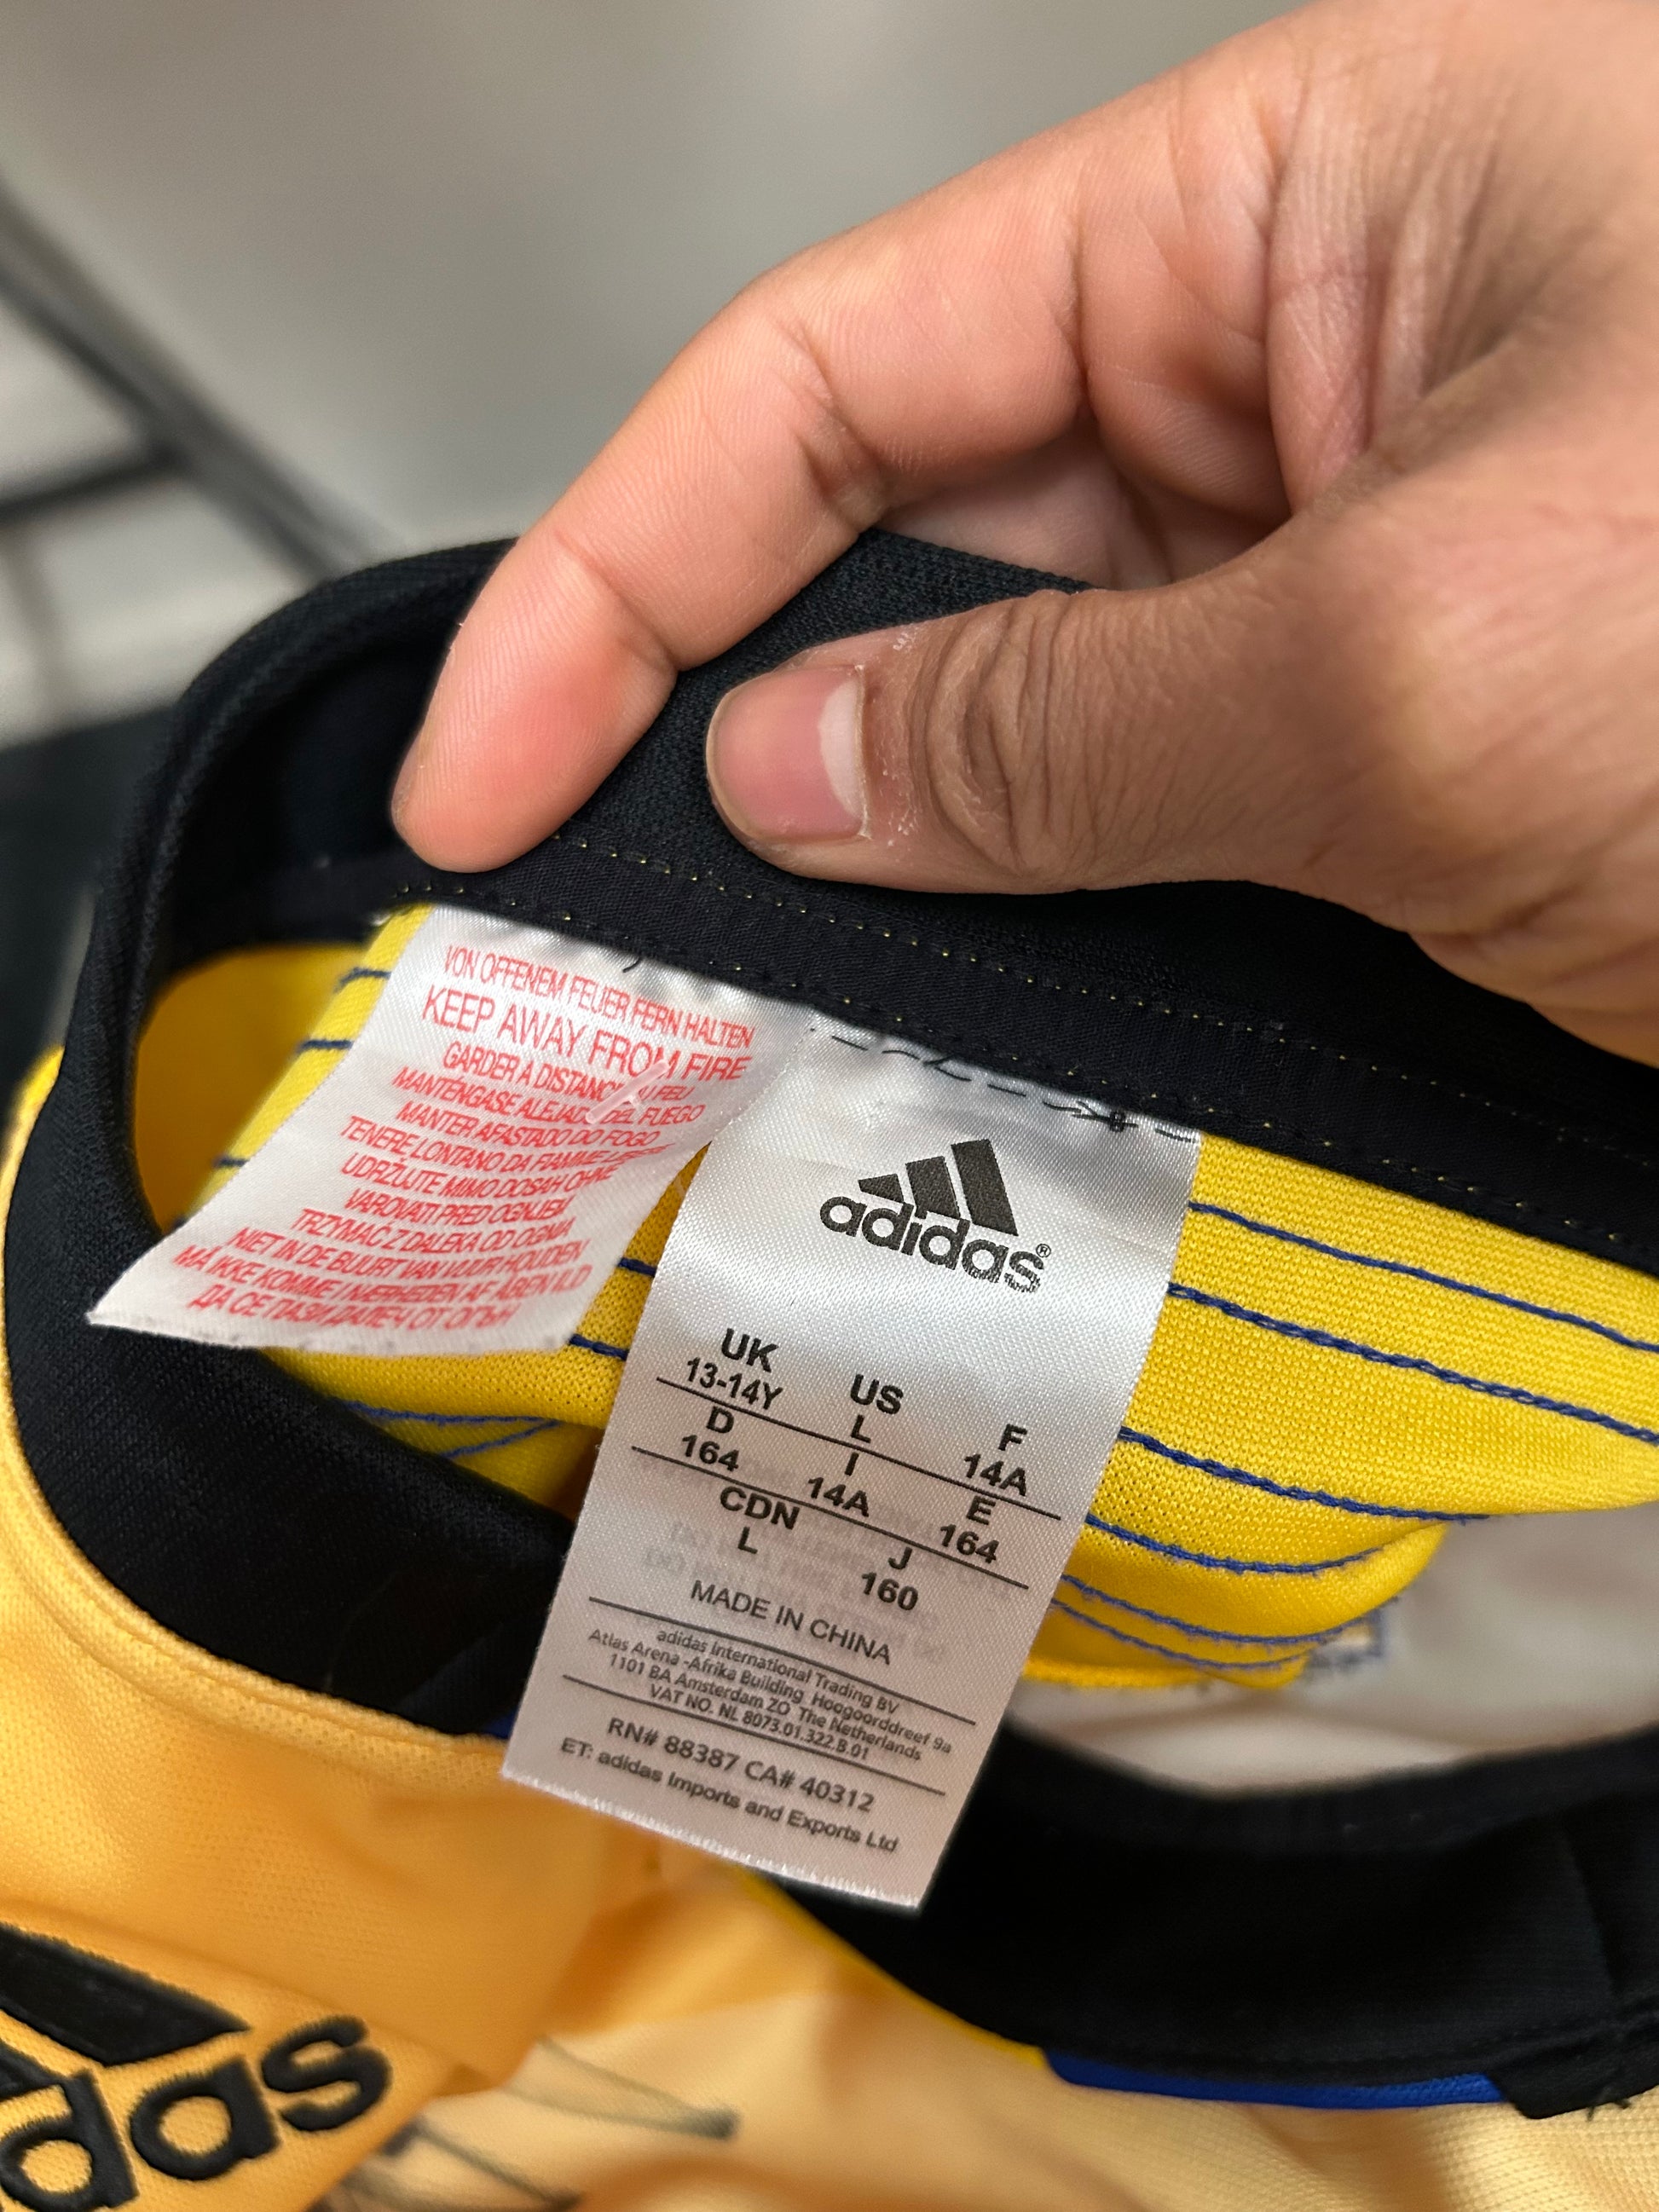 VON OFFENEM FEUER FERN HALTEN
KEEP AWAY FROM FIRE
GARDER A DISTANCE FEU
MANTÉNGASE ALEJADO DEL FUEGO
MANTER AFASTADO DO FOGO
TENERE LONTANO DA FIAMME LIBERE
UDRŽUJTE MIMO DOSAH OHNĚ
VAROVATI PRED OGNJEM
TRZYMAĆ Z DALEKA OD OGNIA
NIET IN DE BUURT VAN VUUR HOUDEN
MÅ IKKE KOMME I NÆRHEDEN AF ÅBEN ILD
ДА СЕ ПАЗИ ДАЛЕЧ ОТ ОГЪН
adidas®
UK US F
13-14Y L 14A
D I E
164 14A 164
CDN J
L 160
MADE IN CHINA
adidas International Trading BV
Atlas Arena -Afrika Building Hoogoorddreef 9a
1101 BA Amsterdam ZO The Netherlands
VAT NO. NL 8073.01.322.B.01
RN# 88387 CA# 40312
ET: adidas Imports and Exports Ltd
das